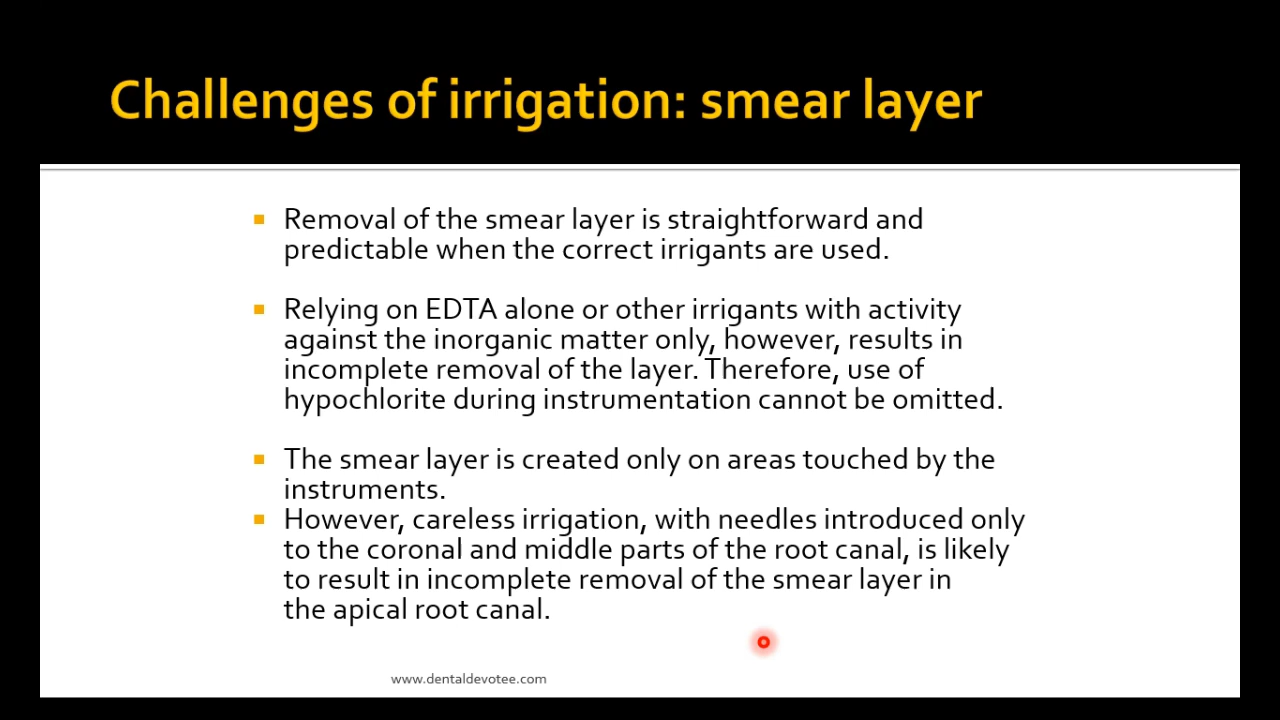 Challenges of irrigation: smear layer
Removal of the smear layer is straightforward and
predictable when the correct irrigants are used.
Relying on EDTA alone or other irrigants with activity
against the inorganic matter only, however, results in
incomplete removal of the layer. Therefore, use of
hypochlorite during instrumentation cannot be omitted.
The smear layer is created only on areas touched by the
instruments.
However, careless irrigation, with needles introduced only
to the coronal and middle parts of the root canal, is likely
to result in incomplete removal of the smear layer in
the apical root canal.
www.dentaldevotee.com